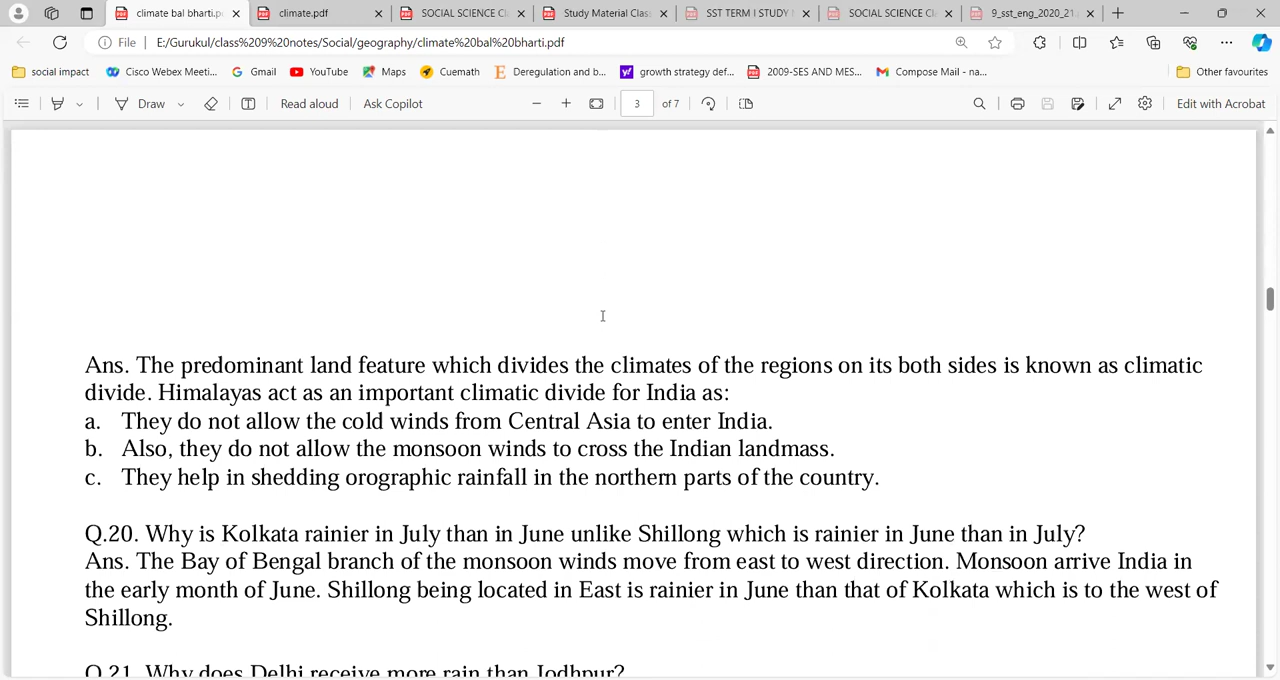 climate bal bharti.p
climate.pdf
SOCIAL SCIENCE Cl
Study Material Class
SST TERM I STUDY
SOCIAL SCIENCE Cl
9_sst_eng_2020_21
File
E:/Gurukul/class%209%20notes/Social/geography/climate%20bal%20bharti.pdf
social impact
Cisco Webex Meeti...
Gmail
YouTube
Maps
Cuemath
Deregulation and b...
growth strategy def...
2009-SES AND MES...
Compose Mail - na...
Other favourites
Draw
Read aloud
Ask Copilot
3 of 7
Edit with Acrobat
Ans. The predominant land feature which divides the climates of the regions on its both sides is known as climatic
divide. Himalayas act as an important climatic divide for India as:
a. They do not allow the cold winds from Central Asia to enter India.
b. Also, they do not allow the monsoon winds to cross the Indian landmass.
c. They help in shedding orographic rainfall in the northern parts of the country.
Q.20. Why is Kolkata rainier in July than in June unlike Shillong which is rainier in June than in July?
Ans. The Bay of Bengal branch of the monsoon winds move from east to west direction. Monsoon arrive India in
the early month of June. Shillong being located in East is rainier in June than that of Kolkata which is to the west of
Shillong.
Q.21. Why does Delhi receive more rain than Jodhpur?